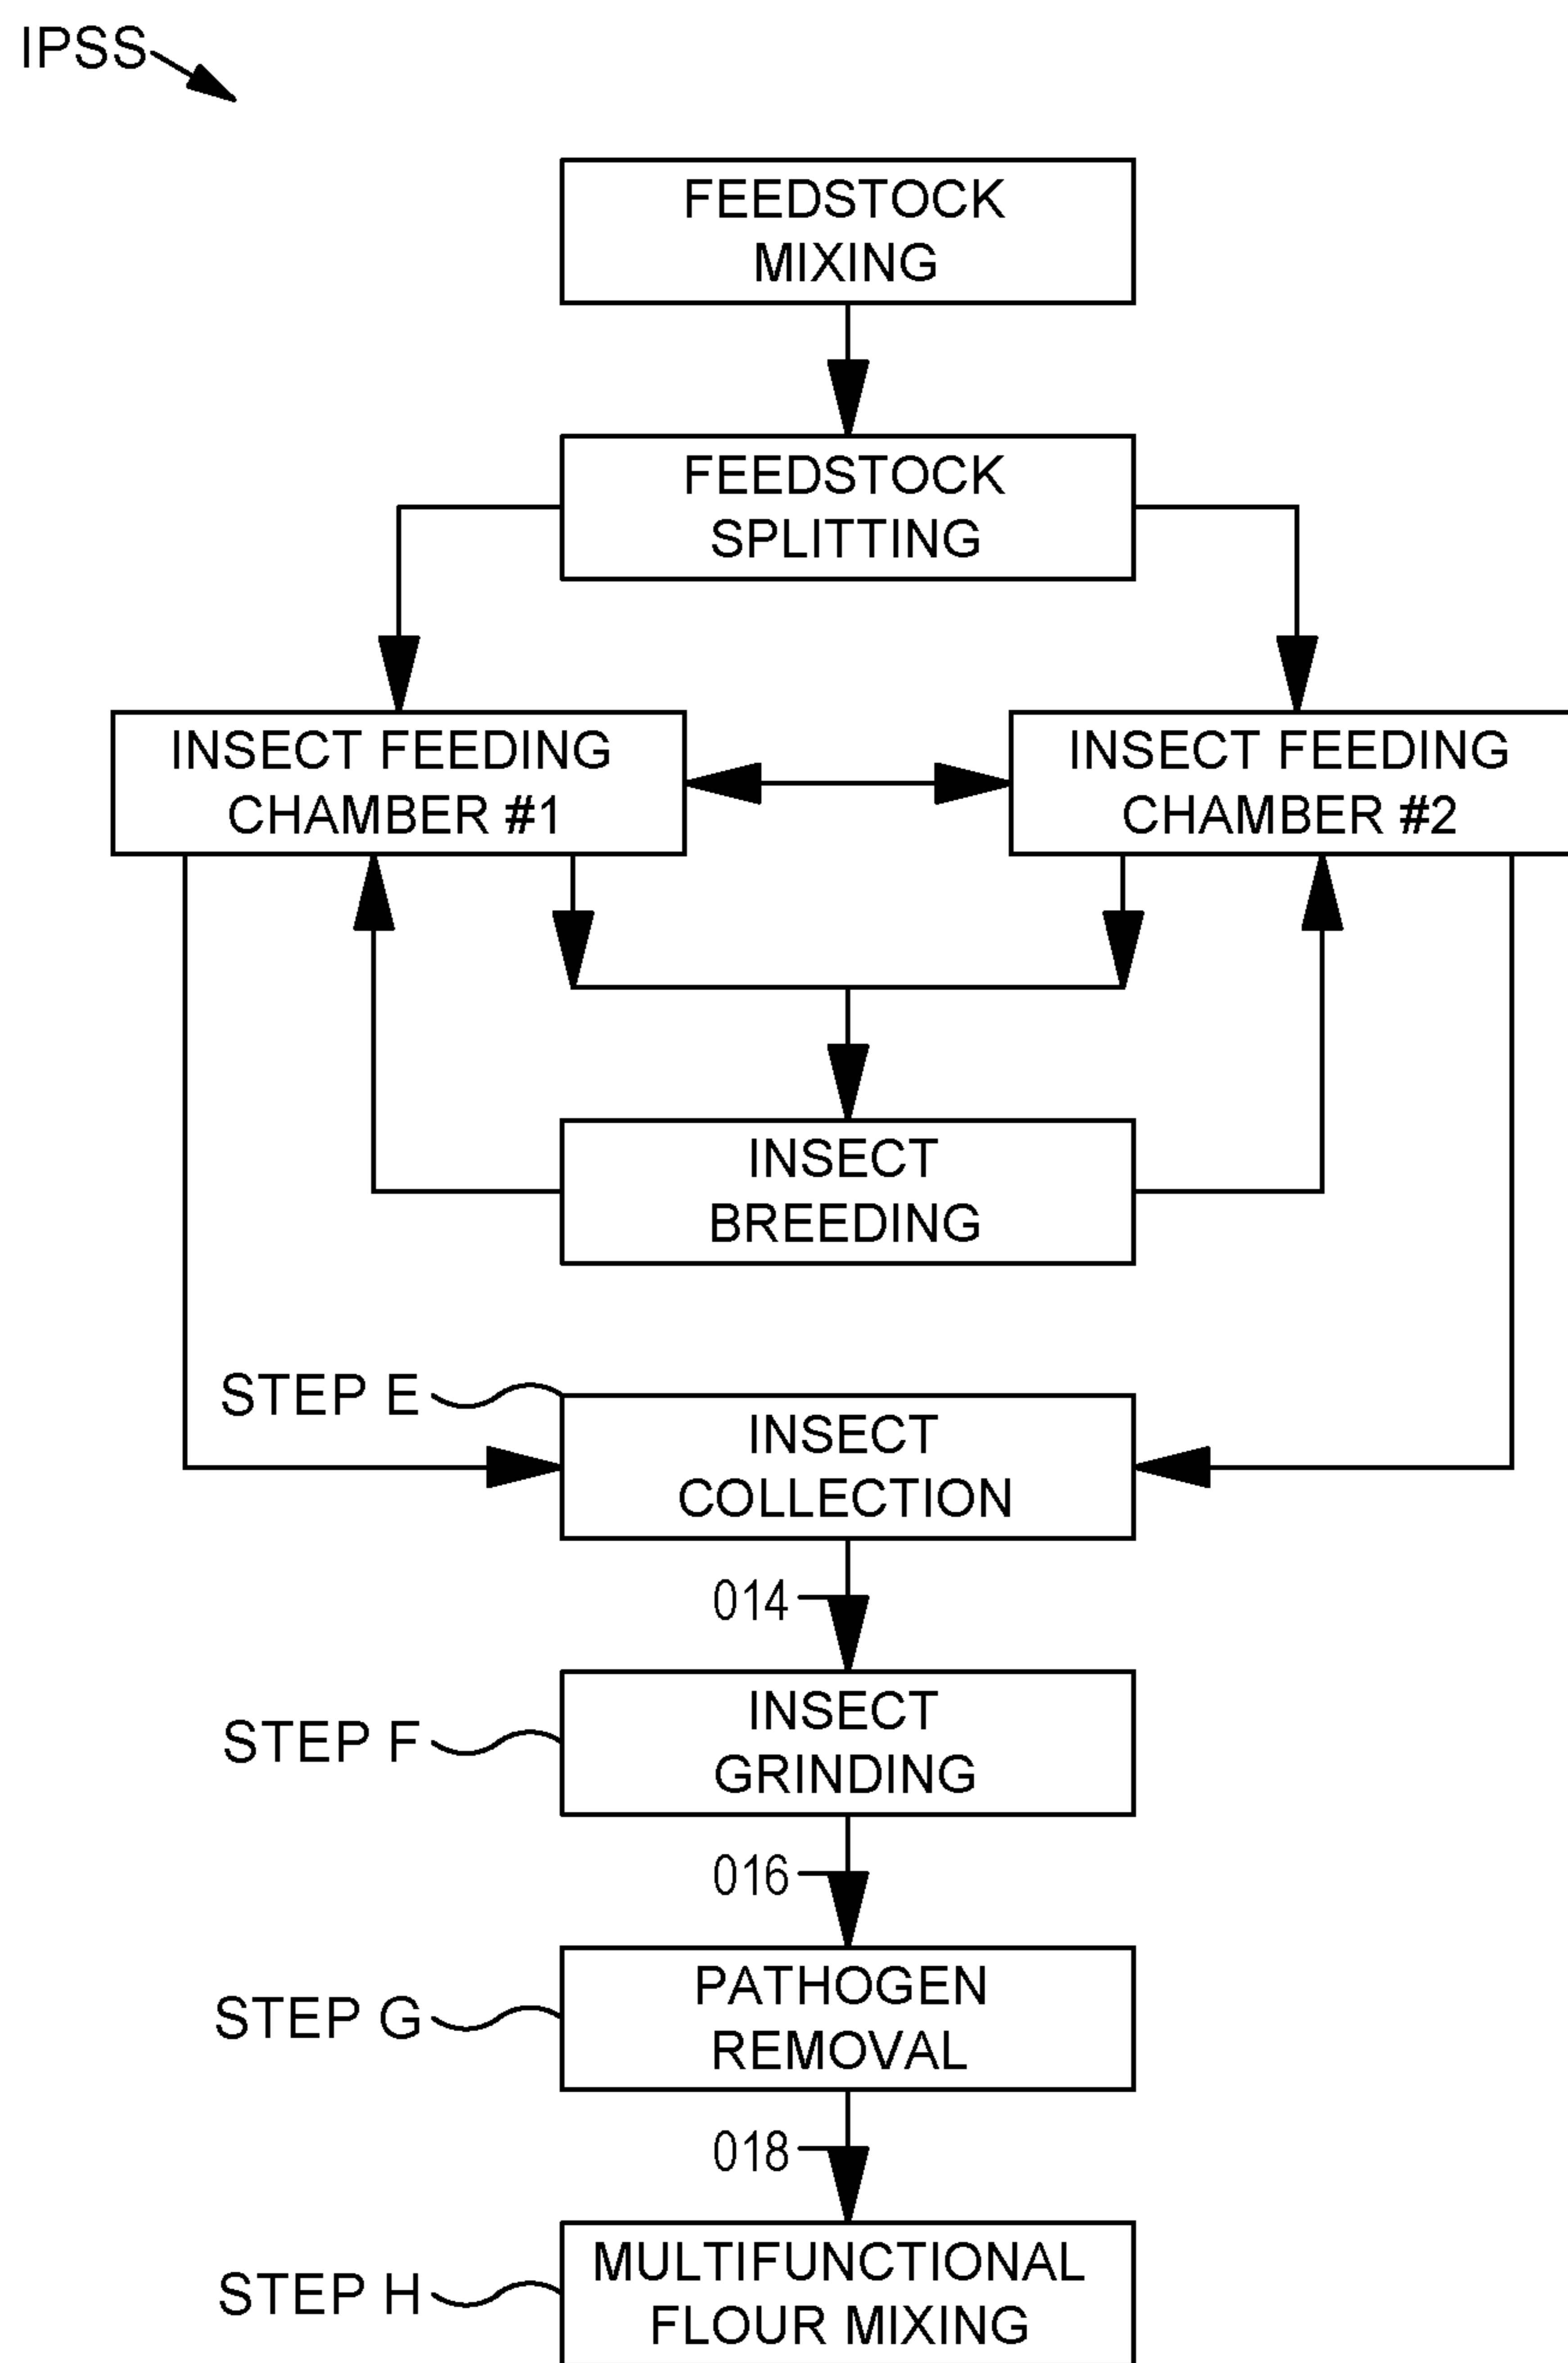 IPSS
FEEDSTOCK
MIXING
FEEDSTOCK
SPLITTING
INSECT FEEDING
CHAMBER #1
INSECT FEEDING
CHAMBER #2
INSECT
BREEDING
STEP E
INSECT
COLLECTION
014
STEP F
INSECT
GRINDING
016
STEP G
PATHOGEN
REMOVAL
018
STEP H
MULTIFUNCTIONAL
FLOUR MIXING